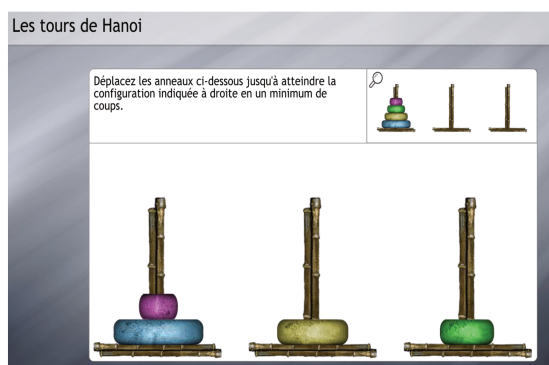 Les tours de Hanoi
Déplacez les anneaux ci-dessous jusqu'à atteindre la
configuration indiquée à droite en un minimum de
coups.